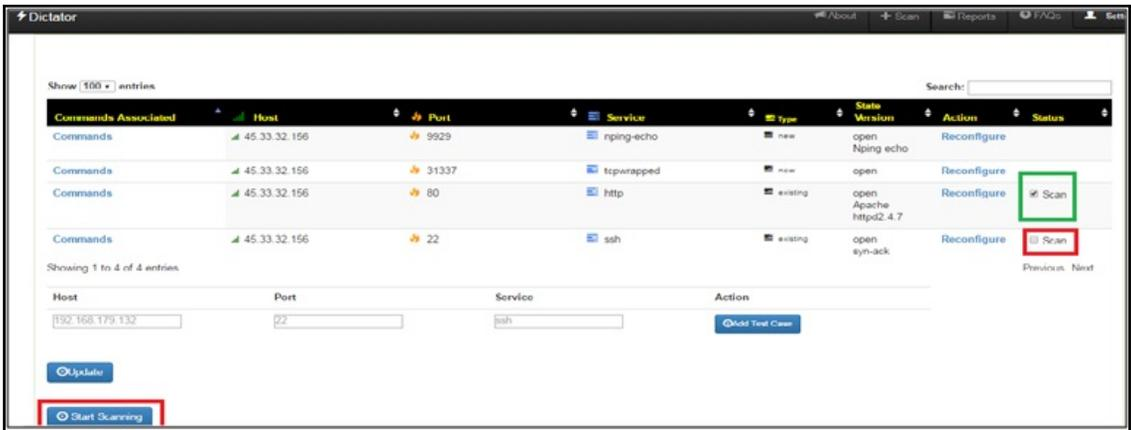 Dictator About Scan Reports FAQs Sett
Show 100 entries Search:
Commands Associated Host Port Service Type State Version Action Status
Commands 45.33.32.156 9929 nping-echo new open Nping echo Reconfigure
Commands 45.33.32.156 31337 tcpwrapped new open Reconfigure
Commands 45.33.32.156 80 http existing open Apache httpd2.4.7 Reconfigure Scan
Commands 45.33.32.156 22 ssh existing open syn-ack Reconfigure Scan
Showing 1 to 4 of 4 entries Previous Next
Host Port Service Action
192.168.179.132 22 ssh Add Test Case
Update
Start Scanning